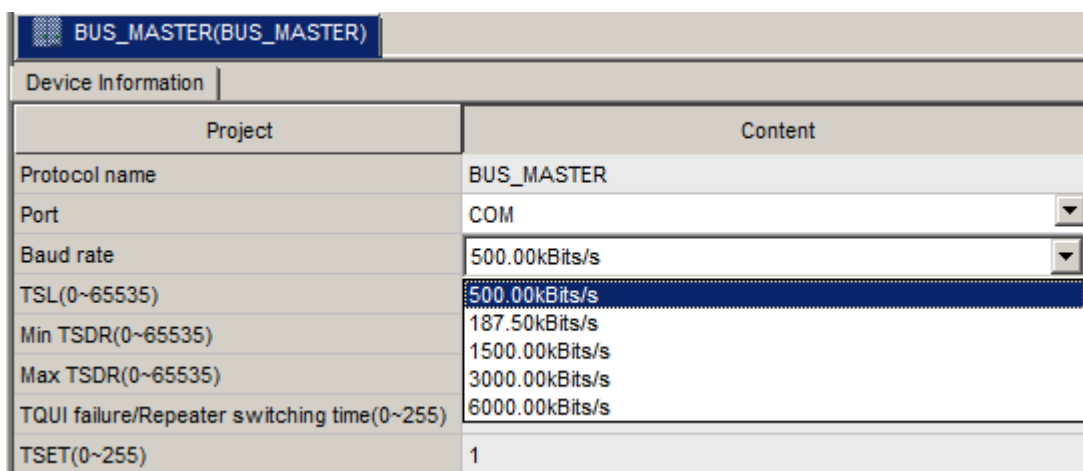 BUS_MASTER(BUS_MASTER)
Device Information
Project Content
Protocol name BUS_MASTER
Port COM
Baud rate 500.00kBits/s
TSL(0~65535) 500.00kBits/s
Min TSDR(0~65535) 187.50kBits/s
1500.00kBits/s
Max TSDR(0~65535) 3000.00kBits/s
TQUI failure/Repeater switching time(0~255) 6000.00kBits/s
TSET(0~255) 1